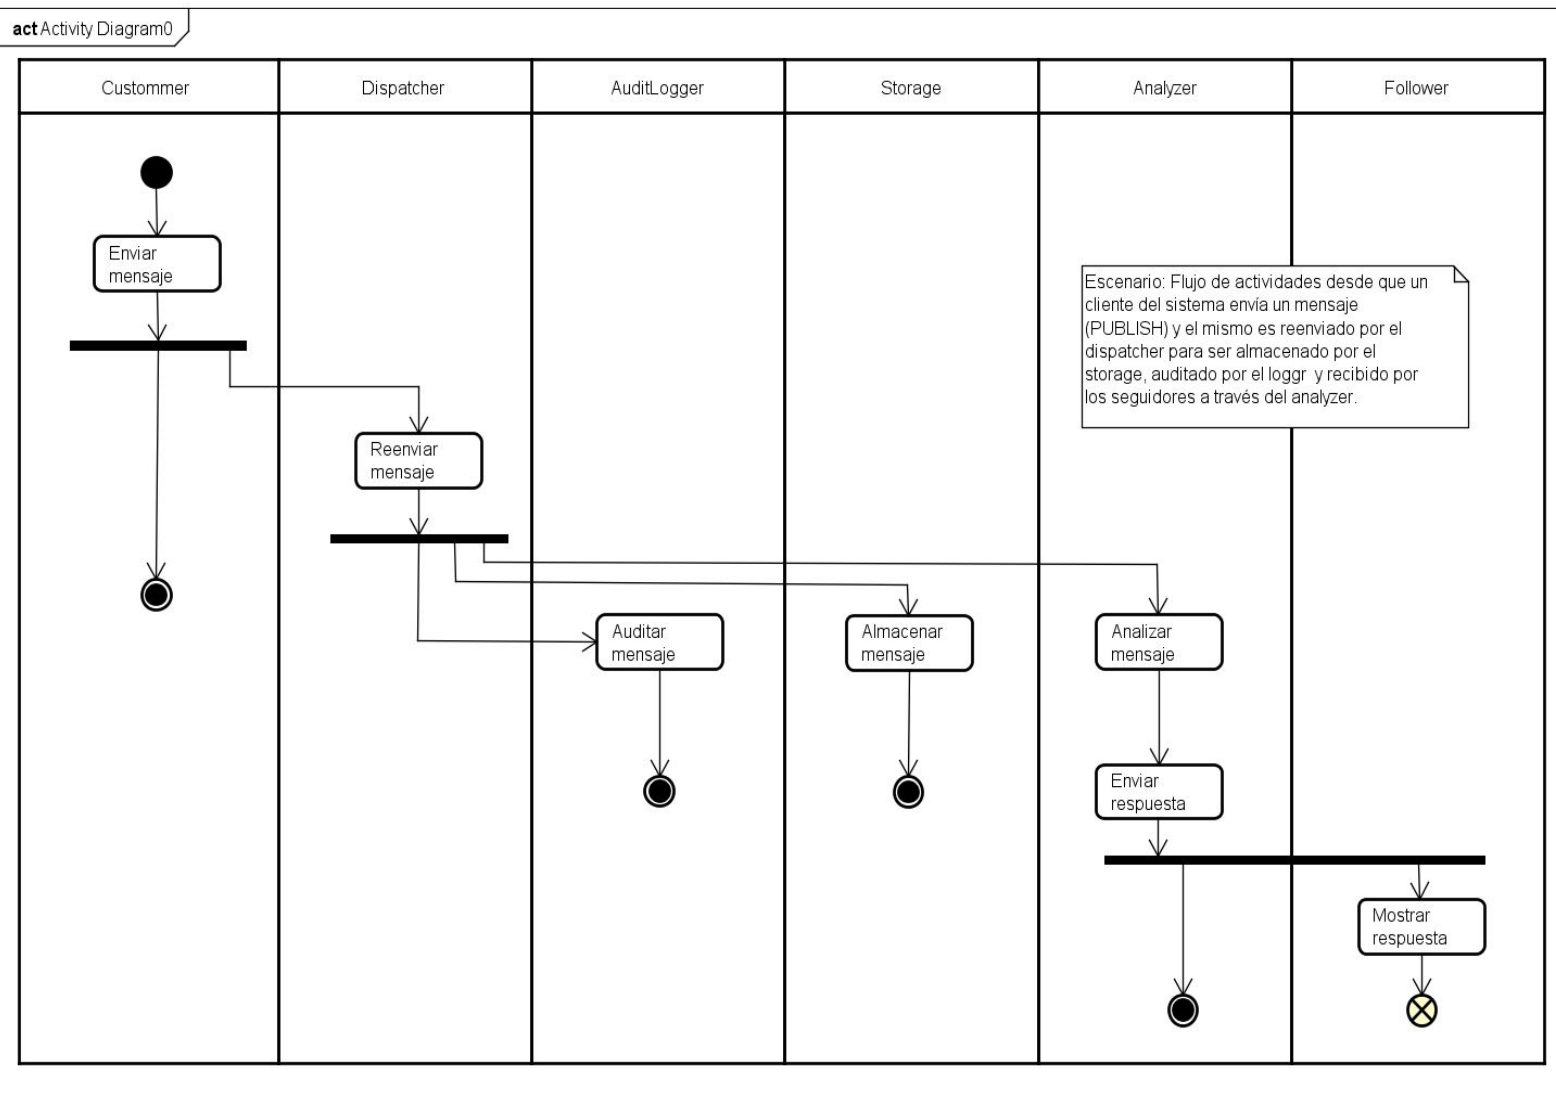 act Activity Diagram0
Custommer
Dispatcher
AuditLogger
Storage
Analyzer
Follower
Enviar
mensaje
Escenario: Flujo de actividades desde que un
cliente del sistema envía un mensaje
(PUBLISH) y el mismo es reenviado por el
dispatcher para ser almacenado por el
storage, auditado por el loggr y recibido por
los seguidores a través del analyzer.
Reenviar
mensaje
Auditar
mensaje
Almacenar
mensaje
Analizar
mensaje
Enviar
respuesta
Mostrar
respuesta